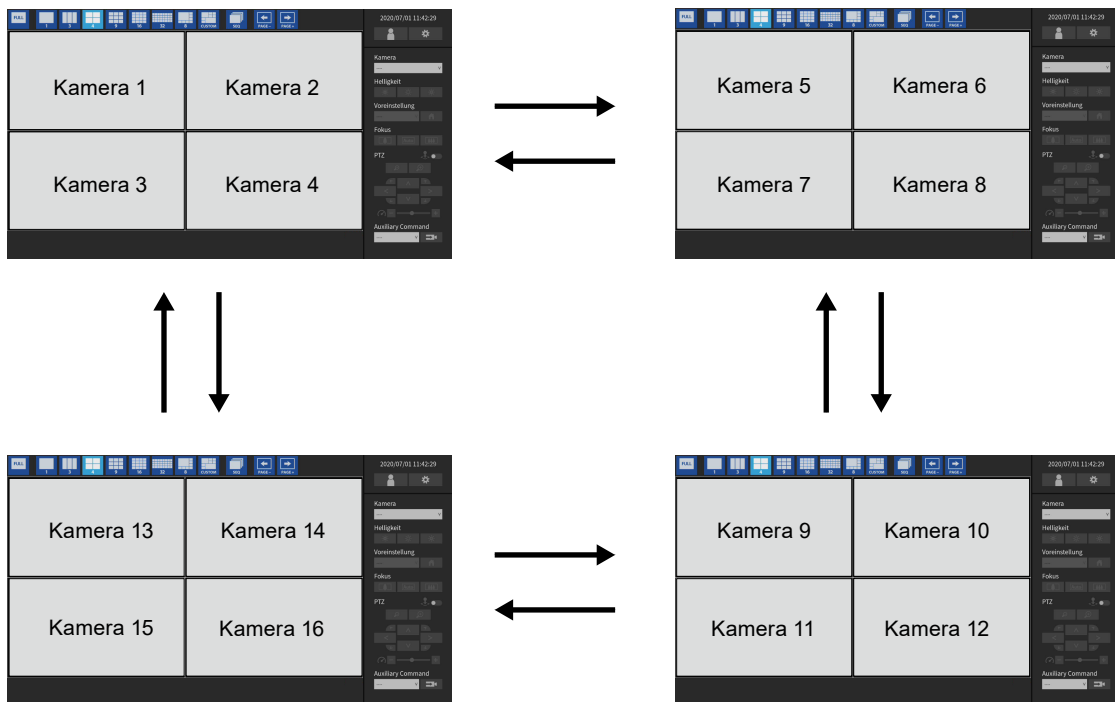 FULL 1 3 4 9 16 32 8 CUSTOM SEQ PAGE - PAGE +
2020/07/01 11:42:29
Kamera 1
Kamera 2
Kamera 3
Kamera 4
Kamera
Helligkeit
Voreinstellung
Fokus
PTZ
Auxiliary Command
FULL 1 3 4 9 16 32 8 CUSTOM SEQ PAGE - PAGE +
2020/07/01 11:42:29
Kamera 5
Kamera 6
Kamera 7
Kamera 8
Kamera
Helligkeit
Voreinstellung
Fokus
PTZ
Auxiliary Command
FULL 1 3 4 9 16 32 8 CUSTOM SEQ PAGE - PAGE +
2020/07/01 11:42:29
Kamera 13
Kamera 14
Kamera 15
Kamera 16
Kamera
Helligkeit
Voreinstellung
Fokus
PTZ
Auxiliary Command
FULL 1 3 4 9 16 32 8 CUSTOM SEQ PAGE - PAGE +
2020/07/01 11:42:29
Kamera 9
Kamera 10
Kamera 11
Kamera 12
Kamera
Helligkeit
Voreinstellung
Fokus
PTZ
Auxiliary Command